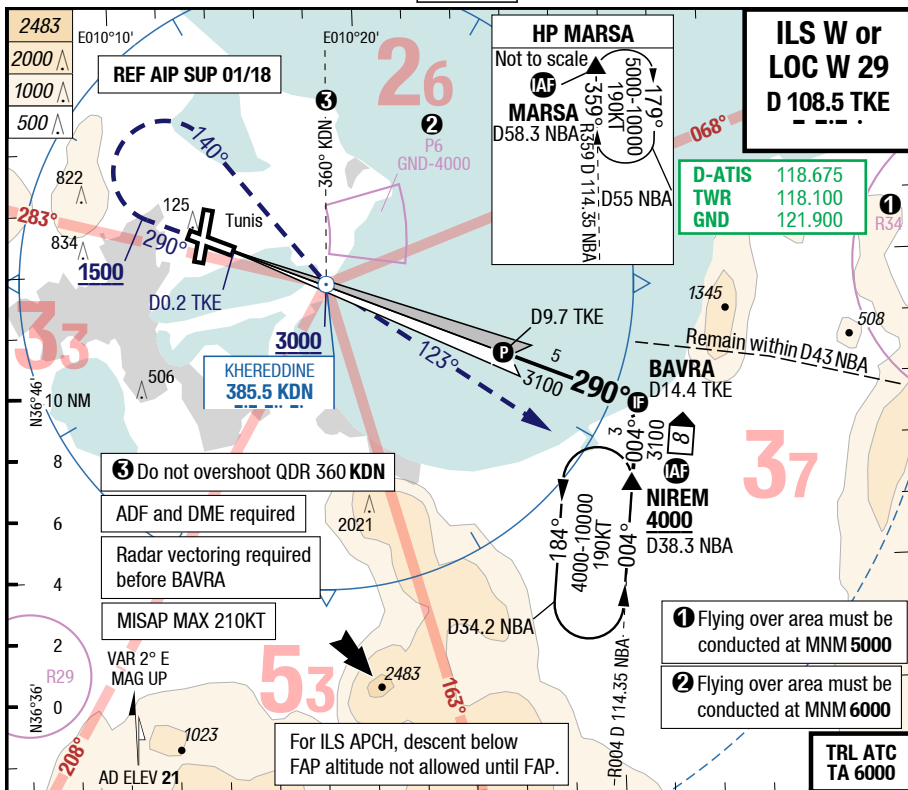 2483
2000
1000
500
E010°10'
E010°20'
REF AIP SUP 01/18
3
360° KDN
26
2
P6
GND-4000
HP MARSA
Not to scale
IAF
MARSA
D58.3 NBA
359°
R359 D 114.35 NBA
5000-10000
190KT
179°
D55 NBA
ILS W or
LOC W 29
D 108.5 TKE
068°
D-ATIS 118.675
TWR 118.100
GND 121.900
1
R34
140°
822
125
Tunis
283°
834
290°
1500
D0.2 TKE
33
3000
KHEREDDINE
385.5 KDN
123°
D9.7 TKE
P
5
3100
290°
IF
BAVRA
D14.4 TKE
1345
508
Remain within D43 NBA
506
N36°46'
10 NM
8
6
4
2
0
N36°36'
3
004°
3100
8
IAF
NIREM
4000
D38.3 NBA
37
3 Do not overshoot QDR 360 KDN
ADF and DME required
Radar vectoring required
before BAVRA
MISAP MAX 210KT
2021
184°
4000-10000
190KT
004°
D34.2 NBA
R004 D 114.35 NBA
R29
VAR 2° E
MAG UP
53
2483
163°
1023
208°
AD ELEV 21
For ILS APCH, descent below
FAP altitude not allowed until FAP.
1 Flying over area must be
conducted at MNM 5000
2 Flying over area must be
conducted at MNM 6000
TRL ATC
TA 6000